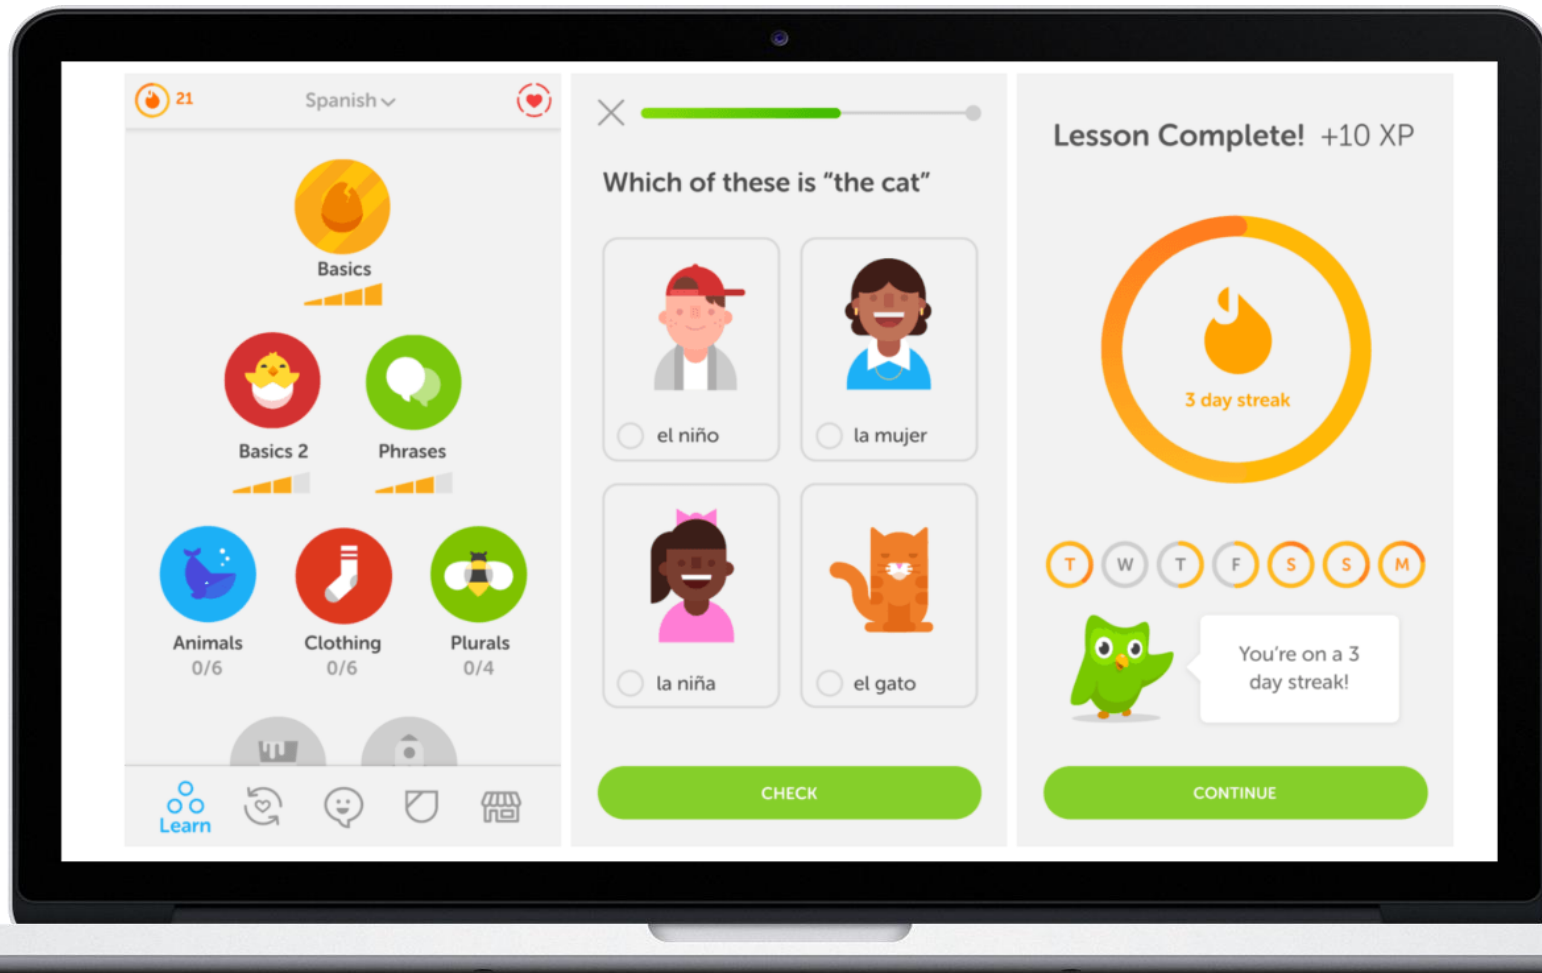 21
Spanish
Basics
Basics 2
Phrases
Animals
Clothing
Plurals
0/6
0/6
0/4
Learn
Which of these is “the cat”
el niño
la mujer
la niña
el gato
CHECK
Lesson Complete! +10 XP
3 day streak
T W T F S S M
You’re on a 3
day streak!
CONTINUE